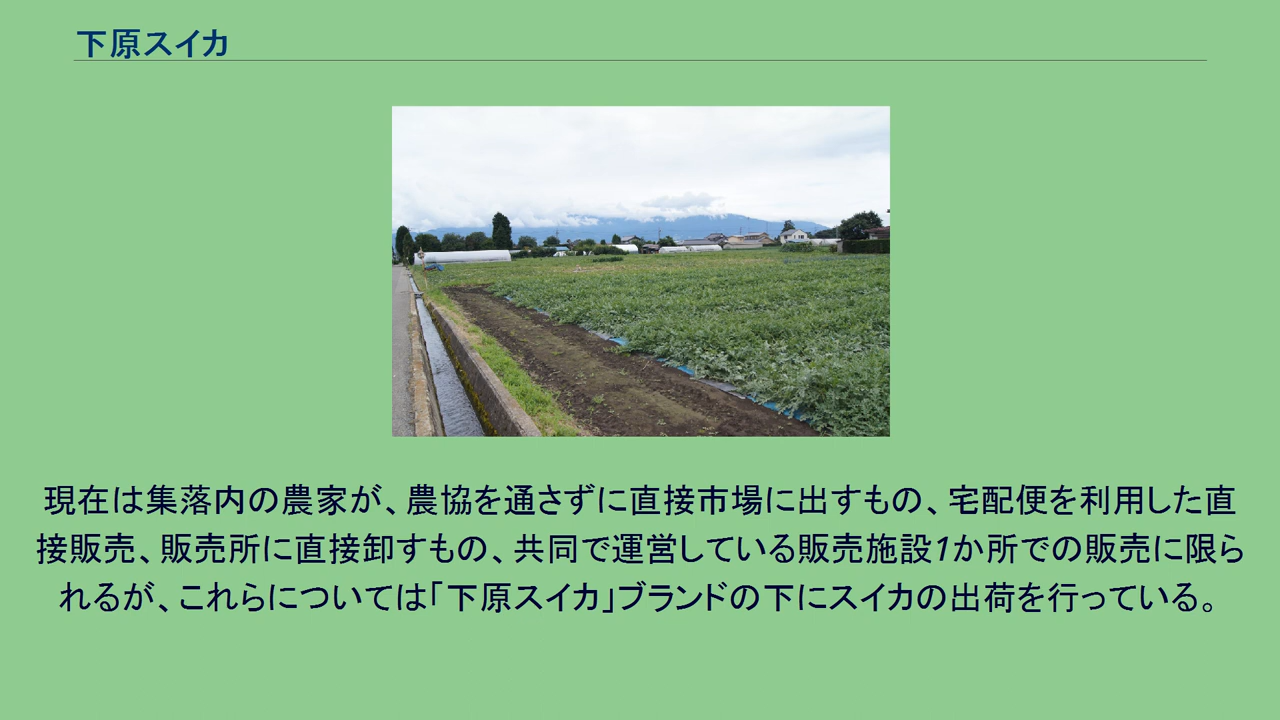 下原スイカ
現在は集落内の農家が、農協を通さずに直接市場に出すもの、宅配便を利用した直
接販売、販売所に直接卸すもの、共同で運営している販売施設1か所での販売に限ら
れるが、これらについては「下原スイカ」ブランドの下にスイカの出荷を行っている。